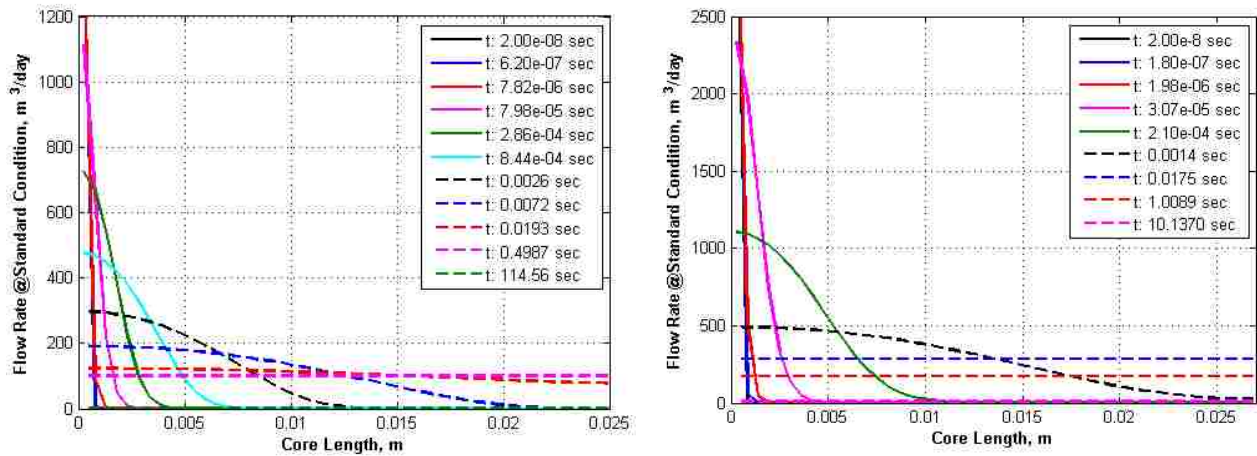 1200
1000
800
600
400
200
0
Flow Rate @Standard Condition, m³/day
0
0.005
0.01
0.015
0.02
0.025
Core Length, m
t: 2.00e-08 sec
t: 6.20e-07 sec
t: 7.82e-06 sec
t: 7.98e-05 sec
t: 2.86e-04 sec
t: 8.44e-04 sec
t: 0.0026 sec
t: 0.0072 sec
t: 0.0193 sec
t: 0.4987 sec
t: 114.56 sec
2500
2000
1500
1000
500
0
Flow Rate @Standard Condition, m³/day
0
0.005
0.01
0.015
0.02
0.025
Core Length, m
t: 2.00e-8 sec
t: 1.80e-07 sec
t: 1.98e-06 sec
t: 3.07e-05 sec
t: 2.10e-04 sec
t: 0.0014 sec
t: 0.0175 sec
t: 1.0089 sec
t: 10.1370 sec